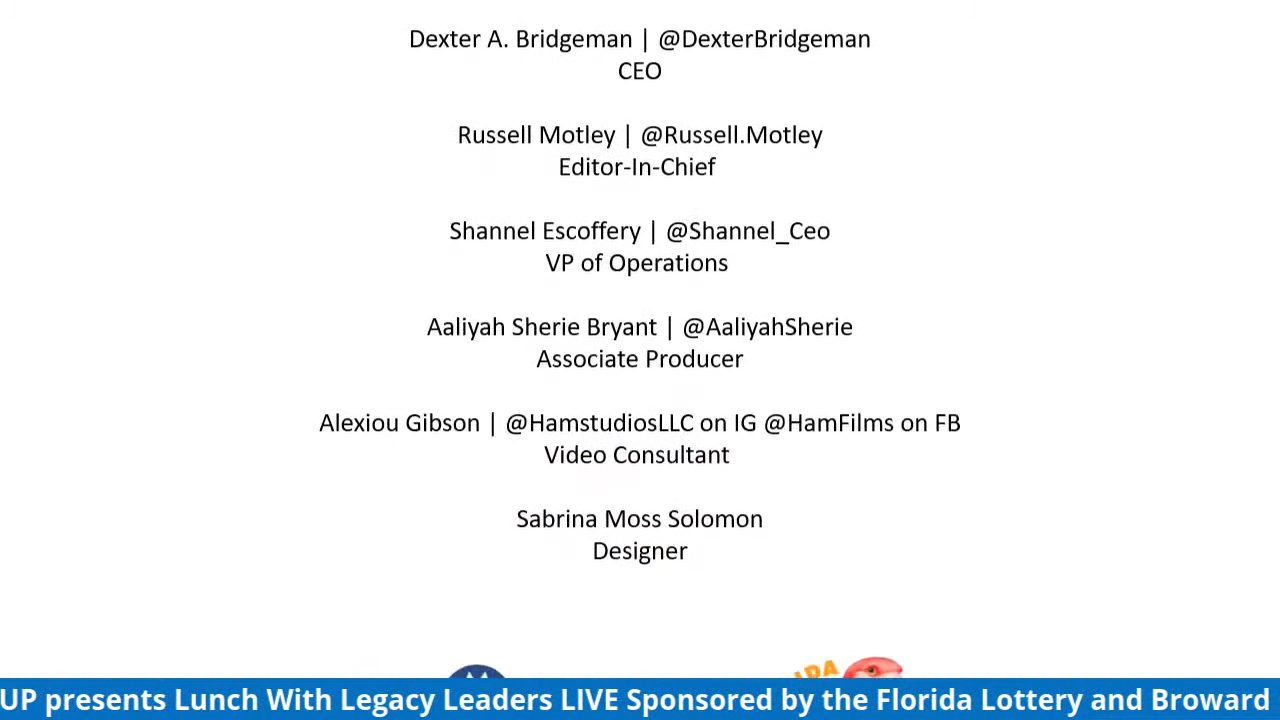 Dexter A. Bridgeman | @DexterBridgeman
CEO
Russell Motley | @Russell.Motley
Editor-In-Chief
Shannel Escoffery | @Shannel_Ceo
VP of Operations
Aaliyah Sherie Bryant | @AaliyahSherie
Associate Producer
Alexiou Gibson | @HamstudiosLLC on IG @HamFilms on FB
Video Consultant
Sabrina Moss Solomon
Designer
UP presents Lunch With Legacy Leaders LIVE Sponsored by the Florida Lottery and Broward